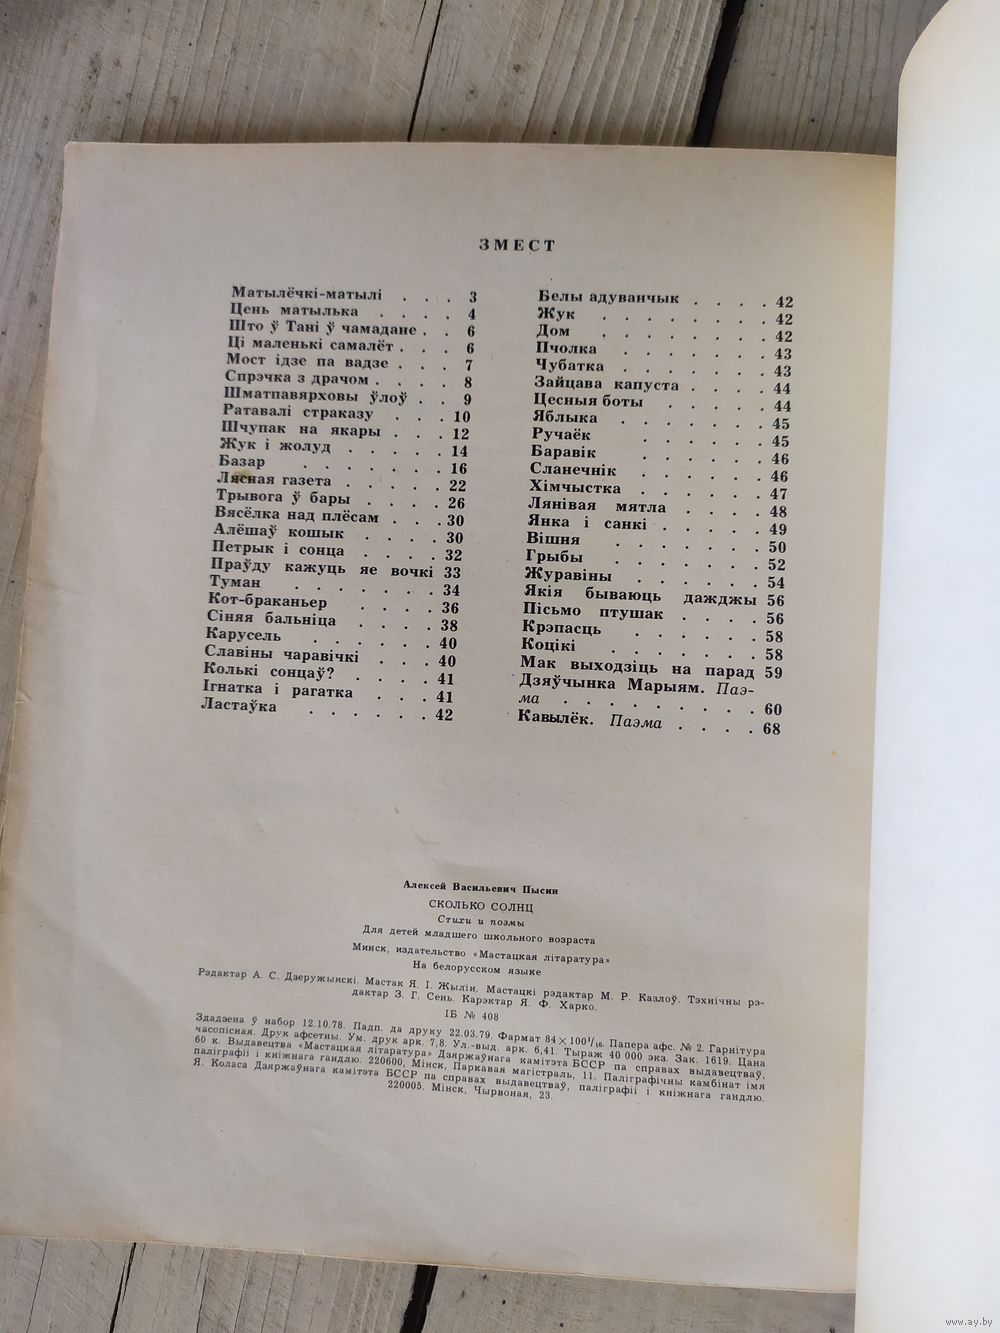 ЗМЕСТ
Матылёчкі-матылі . . . 3
Цень матылька . . . . 4
Што ў Тані ў чамадане . . 6
Ці маленькі самалёт . . . 6
Мост ідзе па вадзе . . . 7
Спрэчка з драчом . . . . 8
Шматпавярховы ўлоў . . 9
Ратавалі страказу . . . 10
Шчупак на якары . . . 12
Жук і жолуд . . . . . 14
Базар . . . . . . . 16
Лясная газета . . . . . 22
Трывога ў бары . . . . 26
Вясёлка над плёсам . . . 30
Алёшаў кошык . . . . 30
Петрык і сонца . . . . 32
Праўду кажуць яе вочкі 33
Туман . . . . . . . 34
Кот-браканьер . . . . 36
Сіняя бальніца . . . . 38
Карусель . . . . . . 40
Славіны чаравічкі . . . 40
Колькі сонцаў? . . . . 41
Ігнатка і рагатка . . . 41
Ластаўка . . . . . . 42
Белы адуванчык . . . . 42
Жук . . . . . . . 42
Дом . . . . . . . 42
Пчолка . . . . . . 43
Чубатка . . . . . . 43
Зайцава капуста . . . . 44
Цесныя боты . . . . . 44
Яблыка . . . . . . 45
Ручаёк . . . . . . 45
Баравік . . . . . . 46
Сланечнік . . . . . 46
Хімчыстка . . . . . 47
Лянівая мятла . . . . 48
Янка і санкі . . . . . 49
Вішня . . . . . . 50
Грыбы . . . . . . 52
Журавіны . . . . . 54
Якія бываюць дажджы 56
Пісьмо птушак . . . . 56
Крэпасць . . . . . 58
Коцікі . . . . . . 58
Мак выходзіць на парад 59
Дзяўчынка Марыям. Паэ-
ма . . . . . . . . . 60
Кавылёк. Паэма . . . . 68
Алексей Васильевич Пысин
СКОЛЬКО СОЛНЦ
Стихи и поэмы
Для детей младшего школьного возраста
Минск, издательство «Мастацкая літаратура»
На белорусском языке
Рэдактар А. С. Дзеружынскі. Мастак Я. І. Жылін. Мастацкі рэдактар М. Р. Казлоў. Тэхнічны рэ-
дактар З. Г. Сень. Карэктар Я. Ф. Харко.
ІБ № 408
Здадзена ў набор 12.10.78. Падп. да друку 22.03.79. Фармат 84×100¹/₁₆. Папера афс. № 2. Гарнітура
часопісная. Друк афсетны. Ум. друк арк. 7,8. Ул.-выд. арк. 6,41. Тыраж 40 000 экз. Зак. 1619. Цана
60 к. Выдавецтва «Мастацкая літаратура» Дзяржаўнага камітэта БССР па справах выдавецтваў,
паліграфіі і кніжнага гандлю. 220600, Мінск, Паркавая магістраль, 11. Паліграфічны камбінат імя
Я. Коласа Дзяржаўнага камітэта БССР па справах выдавецтваў, паліграфіі і кніжнага гандлю.
220005. Мінск, Чырвоная, 23.
www.ay.by